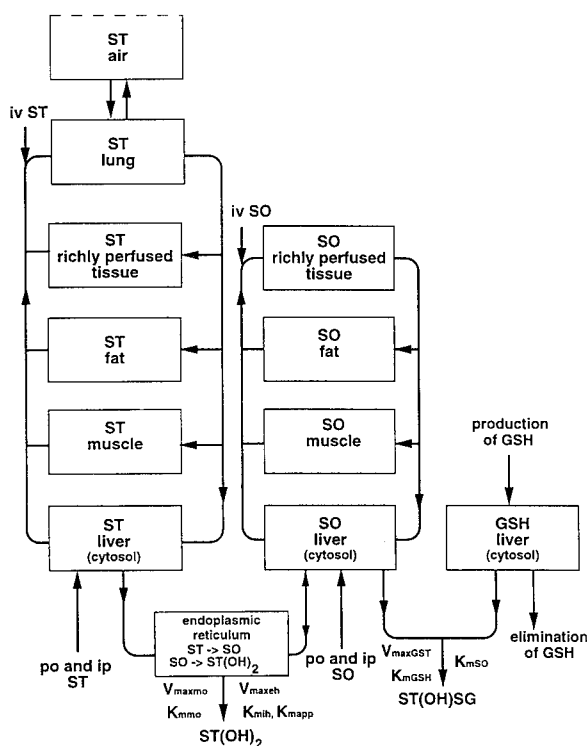 ST
air
iv ST
ST
lung
ST
richly perfused
tissue
ST
fat
ST
muscle
ST
liver
(cytosol)
po and ip
ST
iv SO
SO
richly perfused
tissue
SO
fat
SO
muscle
SO
liver
(cytosol)
po and ip
SO
production
of GSH
GSH
liver
(cytosol)
elimination
of GSH
endoplasmic
reticulum
ST -> SO
SO -> ST(OH)2
Vmaxmo Vmaxeh
Kmmo Kmih, Kmapp
ST(OH)2
VmaxGST
KmGSH KmSO
ST(OH)SG